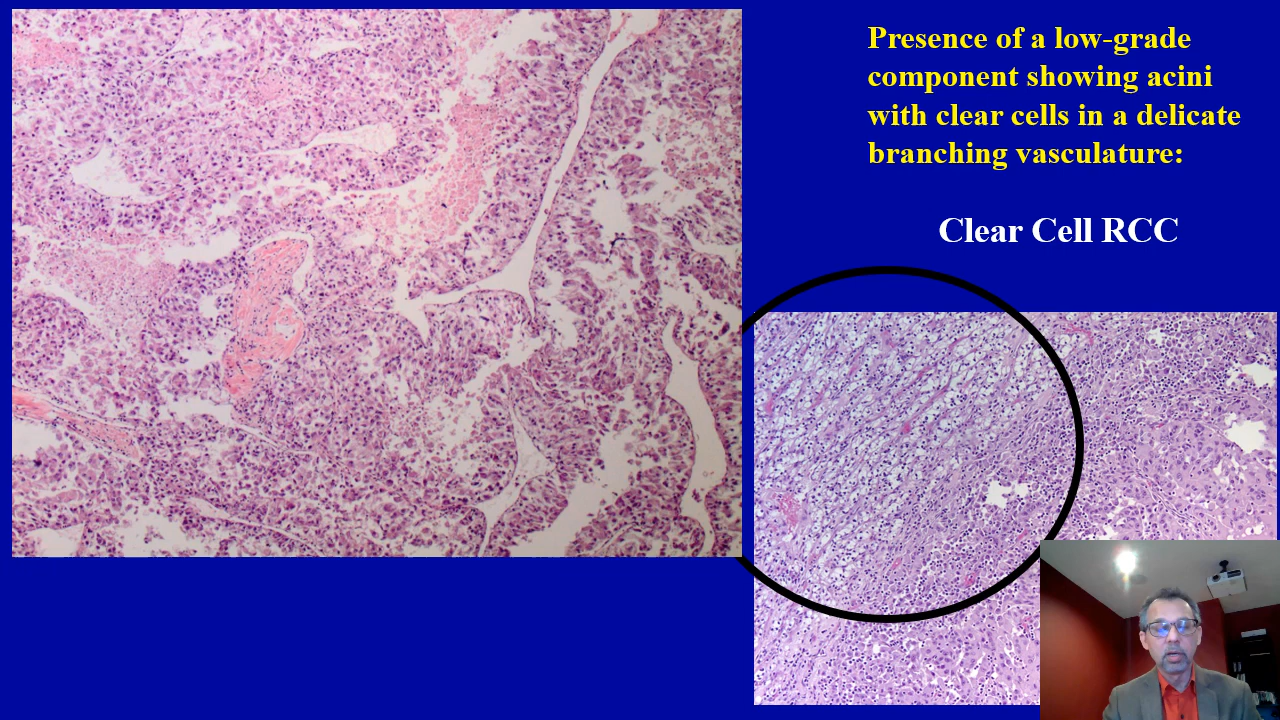 Presence of a low-grade
component showing acini
with clear cells in a delicate
branching vasculature:
Clear Cell RCC